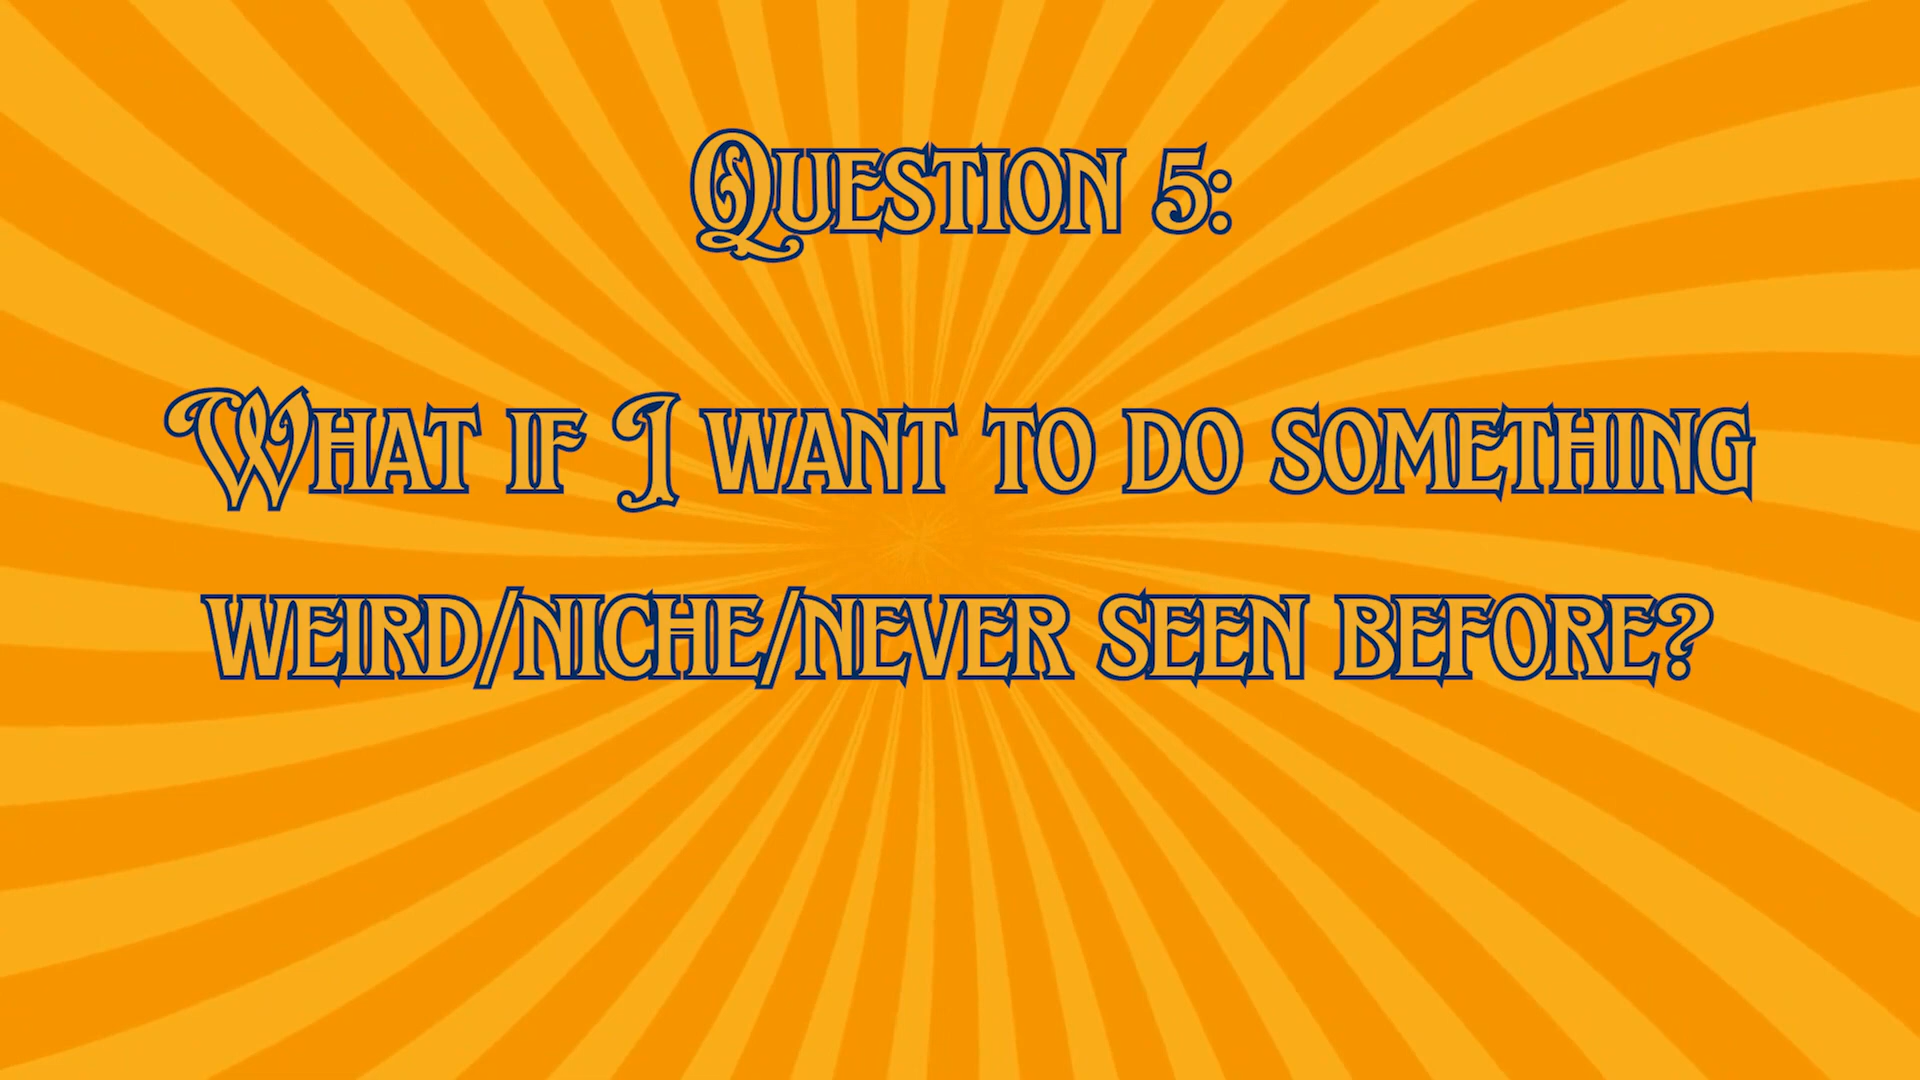 Question 5:
What if I want to do something
weird/niche/never seen before?